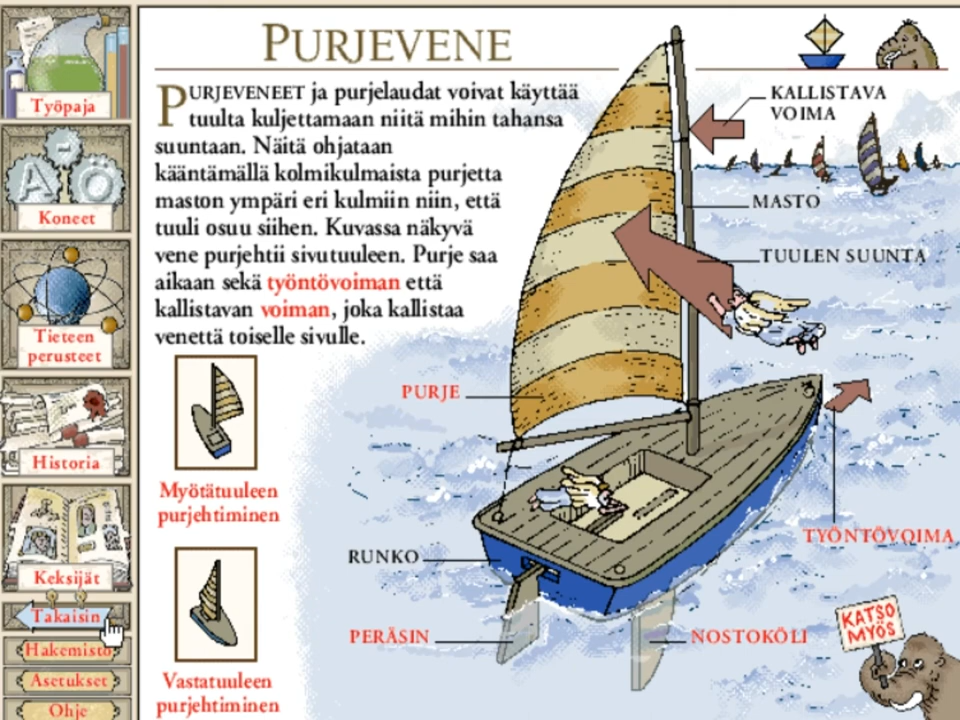 Työpaja
Koneet
Tieteen
perusteet
Historia
Keksijät
Takaisin
Hakemisto
Asetukset
Ohje
PURJEVENE
PURJEVENEET ja purjelaudat voivat käyttää
tuulta kuljettamaan niitä mihin tahansa
suuntaan. Näitä ohjataan
kääntämällä kolmikulmaista purjetta
maston ympäri eri kulmiin niin, että
tuuli osuu siihen. Kuvassa näkyvä
vene purjehtii sivutuuleen. Purje saa
aikaan sekä työntövoiman että
kallistavan voiman, joka kallistaa
venettä toiselle sivulle.
Myötätuuleen
purjehtiminen
Vastatuuleen
purjehtiminen
KALLISTAVA
VOIMA
MASTO
TUULEN SUUNTA
PURJE
TYÖNTÖVOIMA
RUNKO
PERÄSIN
NOSTOKÖLI
KATSO
MYÖS
A
Ö